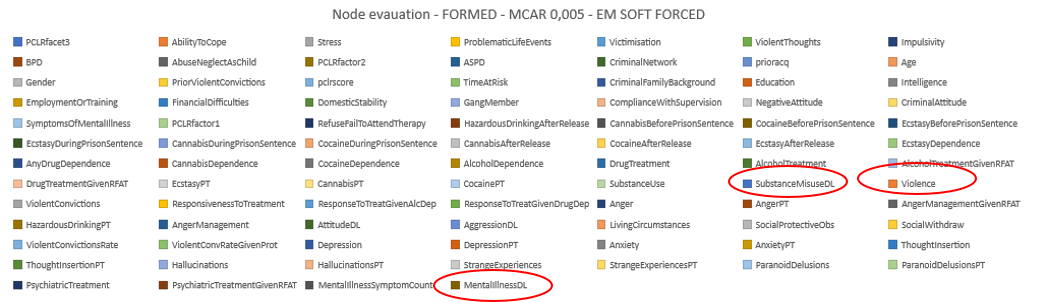 Node evauation - FORMED - MCAR 0,005 - EM SOFT FORCED
PCLRfacet3 AbilityToCope Stress ProblematicLifeEvents Victimisation ViolentThoughts Impulsivity
BPD AbuseNeglectAsChild PCLRfactor2 ASPD CriminalNetwork prioracq Age
Gender PriorViolentConvictions pclrscore TimeAtRisk CriminalFamilyBackground Education Intelligence
EmploymentOrTraining FinancialDifficulties DomesticStability GangMember ComplianceWithSupervision NegativeAttitude CriminalAttitude
SymptomsOfMentalIllness PCLRfactor1 RefuseFailToAttendTherapy HazardousDrinkingAfterRelease CannabisBeforePrisonSentence CocaineBeforePrisonSentence EcstasyBeforePrisonSentence
EcstasyDuringPrisonSentence CannabisDuringPrisonSentence CocaineDuringPrisonSentence CannabisAfterRelease CocaineAfterRelease EcstasyAfterRelease EcstasyDependence
AnyDrugDependence CannabisDependence CocaineDependence AlcoholDependence DrugTreatment AlcoholTreatment AlcoholTreatmentGivenRFAT
DrugTreatmentGivenRFAT EcstasyPT CannabisPT CocainePT SubstanceUse SubstanceMisuseDL Violence
ViolentConvictions ResponsivenessToTreatment ResponseToTreatGivenAlcDep ResponseToTreatGivenDrugDep Anger AngerPT AngerManagementGivenRFAT
HazardousDrinkingPT AngerManagement AttitudeDL AggressionDL LivingCircumstances SocialProtectiveObs SocialWithdraw
ViolentConvictionsRate ViolentConvRateGivenProt Depression DepressionPT Anxiety AnxietyPT ThoughtInsertion
ThoughtInsertionPT Hallucinations HallucinationsPT StrangeExperiences StrangeExperiencesPT ParanoidDelusions ParanoidDelusionsPT
PsychiatricTreatment PsychiatricTreatmentGivenRFAT MentalIllnessSymptomCount MentalIllnessDL